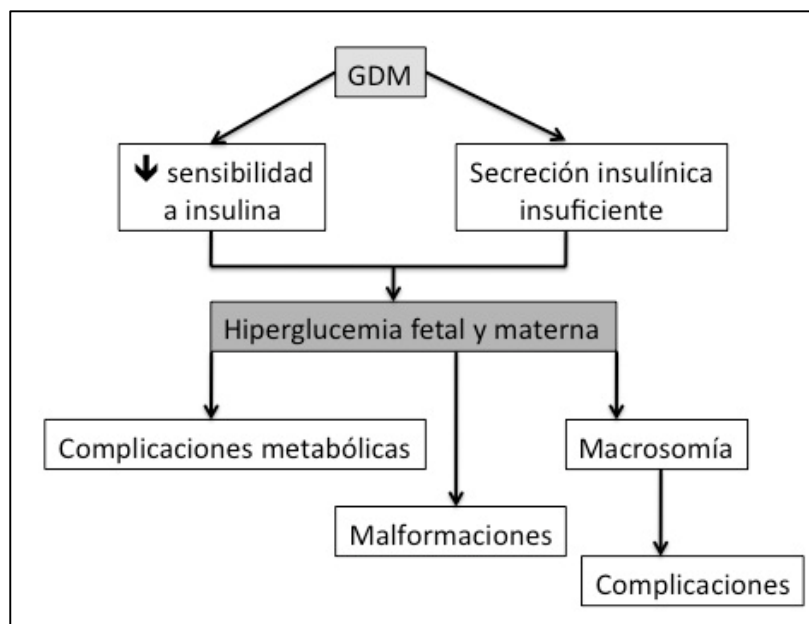 GDM
↓ sensibilidad
a insulina
Secreción insulínica
insuficiente
Hiperglucemia fetal y materna
Complicaciones metabólicas
Macrosomía
Malformaciones
Complicaciones